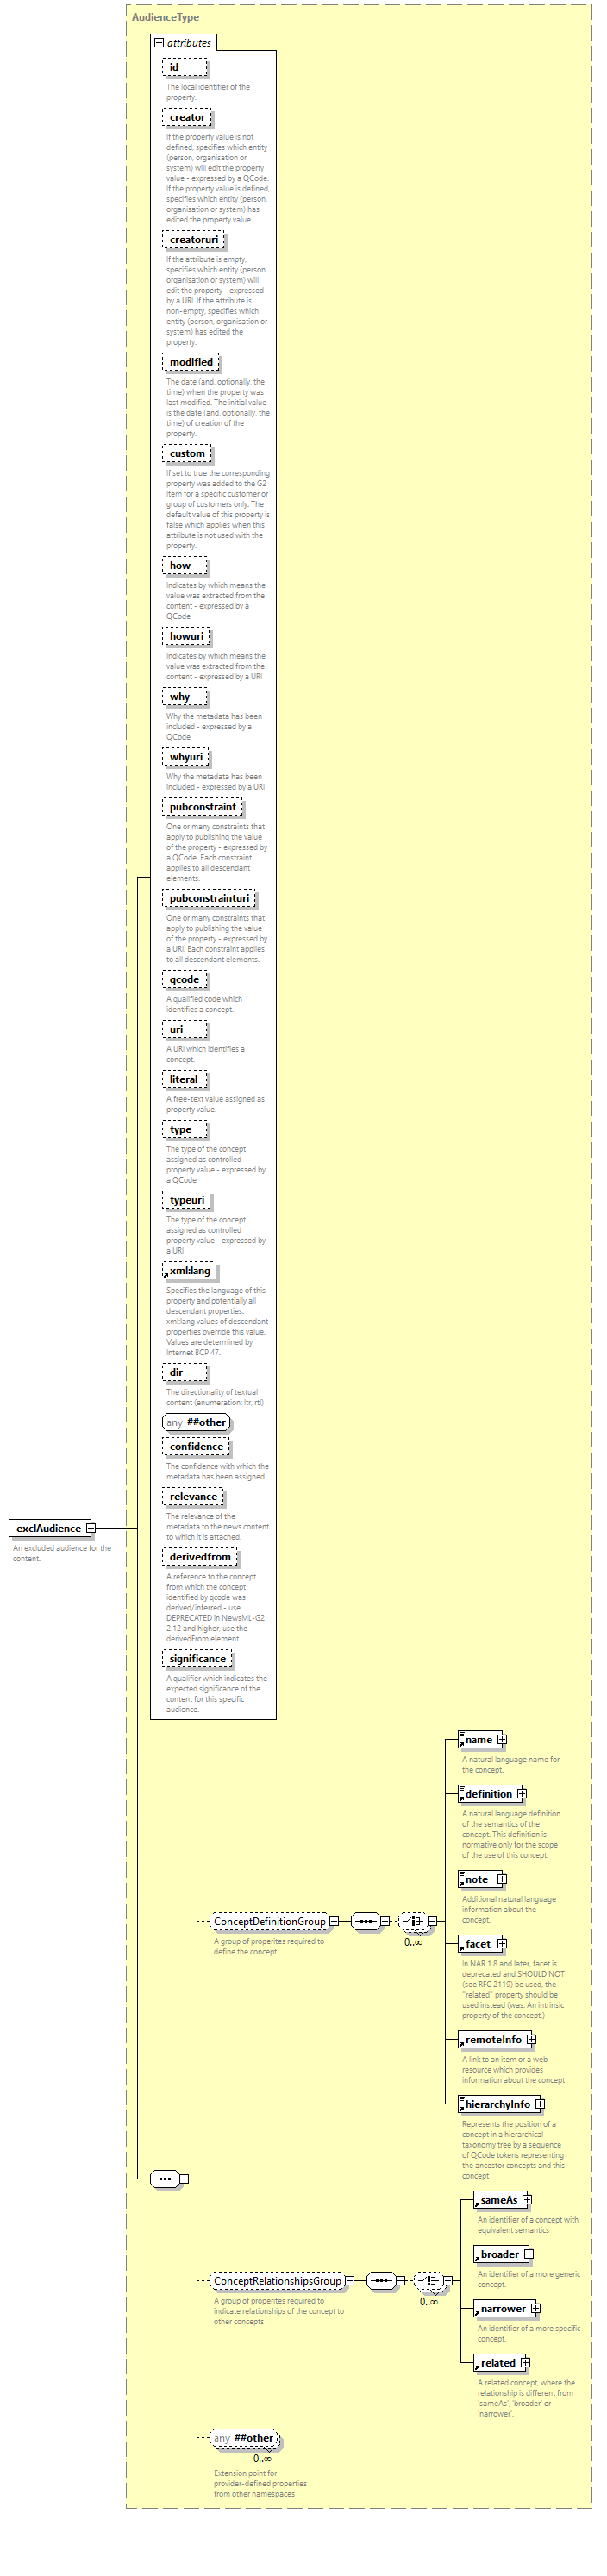 AudienceType
attributes
id
The local identifier of the
property.
creator
If the property value is not
defined, specifies which entity
(person, organisation or
system) will edit the property
value - expressed by a QCode.
If the property value is defined,
specifies which entity (person,
organisation or system) has
edited the property value.
creatoruri
If the attribute is empty,
specifies which entity (person,
organisation or system) will
edit the property - expressed
by a URI. If the attribute is
non-empty, specifies which
entity (person, organisation or
system) has edited the
property.
modified
The date (and, optionally, the
time) when the property was
last modified. The initial value
is the date (and, optionally, the
time) of creation of the
property.
custom
If set to true the corresponding
property was added to the G2
Item for a specific customer or
group of customers only. The
default value of this property is
false which applies when this
attribute is not used with the
property.
how
Indicates by which means the
value was extracted from the
content - expressed by a
QCode
howuri
Indicates by which means the
value was extracted from the
content - expressed by a URI
why
Why the metadata has been
included - expressed by a
QCode
whyuri
Why the metadata has been
included - expressed by a URI
pubconstraint
One or many constraints that
apply to publishing the value
of the property - expressed by
a QCode. Each constraint
applies to all descendant
elements.
pubconstrainturi
One or many constraints that
apply to publishing the value
of the property - expressed by
a URI. Each constraint applies
to all descendant elements.
qcode
A qualified code which
identifies a concept.
uri
A URI which identifies a
concept.
literal
A free-text value assigned as
property value.
type
The type of the concept
assigned as controlled
property value - expressed by
a QCode
typeuri
The type of the concept
assigned as controlled
property value - expressed by
a URI
xml:lang
Specifies the language of this
property and potentially all
descendant properties.
xml:lang values of descendant
properties override this value.
Values are determined by
Internet BCP 47.
dir
The directionality of textual
content (enumeration: ltr, rtl)
any ##other
confidence
The confidence with which the
metadata has been assigned.
relevance
The relevance of the
metadata to the news content
to which it is attached.
derivedfrom
A reference to the concept
from which the concept
identified by qcode was
derived/inferred - use
DEPRECATED in NewsML-G2
2.12 and higher, use the
derivedFrom element
significance
A qualifier which indicates the
expected significance of the
content for this specific
audience.
exclAudience
An excluded audience for the
content.
name
A natural language name for
the concept.
definition
A natural language definition
of the semantics of the
concept. This definition is
normative only for the scope
of the use of this concept.
note
Additional natural language
information about the
concept.
ConceptDefinitionGroup
0..∞
A group of properites required to
define the concept
facet
In NAR 1.8 and later, facet is
deprecated and SHOULD NOT
(see RFC 2119) be used, the
"related" property should be
used instead (was: An intrinsic
property of the concept.)
remoteInfo
A link to an item or a web
resource which provides
information about the concept
hierarchyInfo
Represents the position of a
concept in a hierarchical
taxonomy tree by a sequence
of QCode tokens representing
the ancestor concepts and this
concept
sameAs
An identifier of a concept with
equivalent semantics
broader
An identifier of a more generic
concept.
ConceptRelationshipsGroup
0..∞
A group of properites required to
indicate relationships of the concept to
other concepts
narrower
An identifier of a more specific
concept.
related
A related concept, where the
relationship is different from
'sameAs', 'broader' or
'narrower'.
any ##other
0..∞
Extension point for
provider-defined properties
from other namespaces